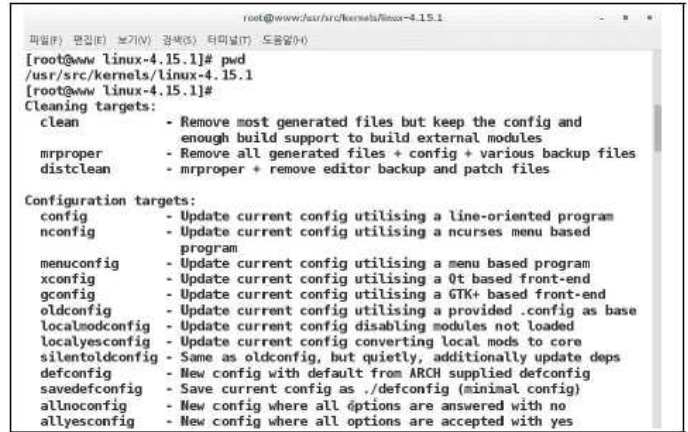 root@www:/usr/src/kernels/linux-4.15.1
파일(F) 편집(E) 보기(V) 검색(S) 터미널(T) 도움말(H)
[root@www linux-4.15.1]# pwd
/usr/src/kernels/linux-4.15.1
[root@www linux-4.15.1]#
Cleaning targets:
clean - Remove most generated files but keep the config and
enough build support to build external modules
mrproper - Remove all generated files + config + various backup files
distclean - mrproper + remove editor backup and patch files
Configuration targets:
config - Update current config utilising a line-oriented program
nconfig - Update current config utilising a ncurses menu based
program
menuconfig - Update current config utilising a menu based program
xconfig - Update current config utilising a Qt based front-end
gconfig - Update current config utilising a GTK+ based front-end
oldconfig - Update current config utilising a provided .config as base
localmodconfig - Update current config disabling modules not loaded
localyesconfig - Update current config converting local mods to core
silentoldconfig - Same as oldconfig, but quietly, additionally update deps
defconfig - New config with default from ARCH supplied defconfig
savedefconfig - Save current config as ./defconfig (minimal config)
allnoconfig - New config where all options are answered with no
allyesconfig - New config where all options are accepted with yes